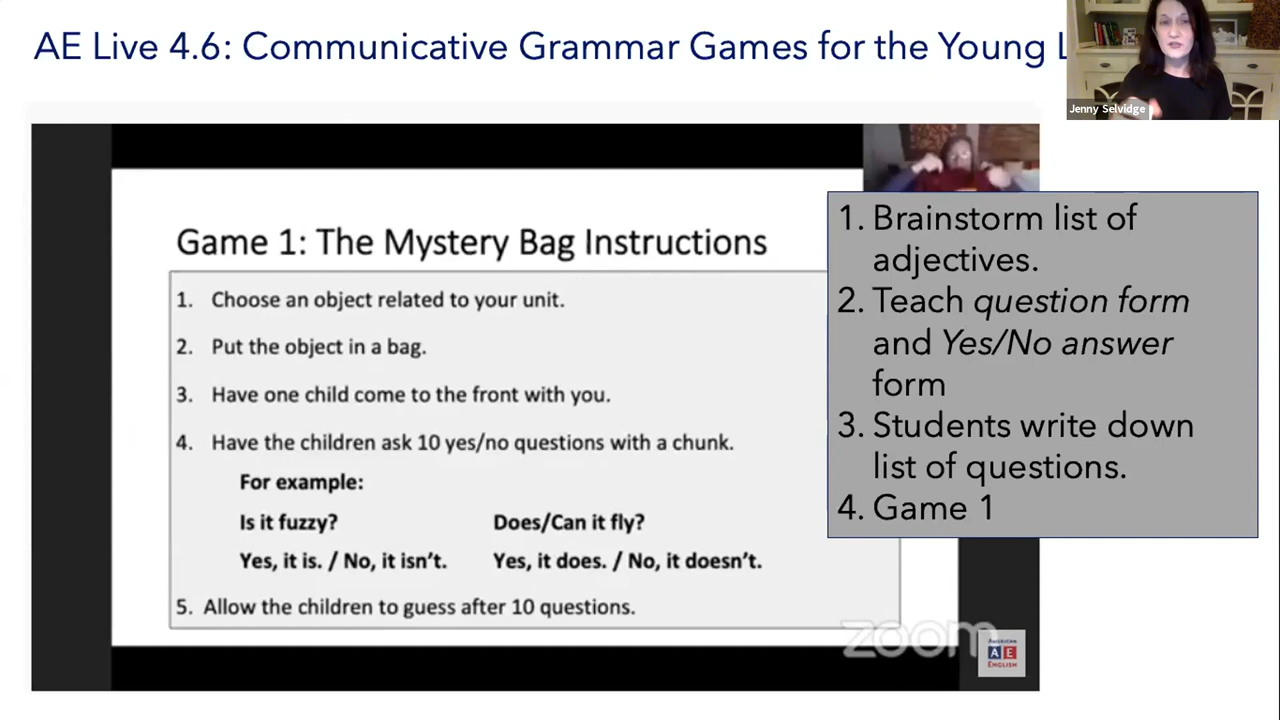 AE Live 4.6: Communicative Grammar Games for the Young
Jenny Selvidge
Game 1: The Mystery Bag Instructions
1. Choose an object related to your unit.
2. Put the object in a bag.
3. Have one child come to the front with you.
4. Have the children ask 10 yes/no questions with a chunk.
For example:
Is it fuzzy? Does/Can it fly?
Yes, it is. / No, it isn't. Yes, it does. / No, it doesn't.
5. Allow the children to guess after 10 questions.
1. Brainstorm list of
adjectives.
2. Teach question form
and Yes/No answer
form
3. Students write down
list of questions.
4. Game 1
zoom
AMERICAN
AE
ENGLISH